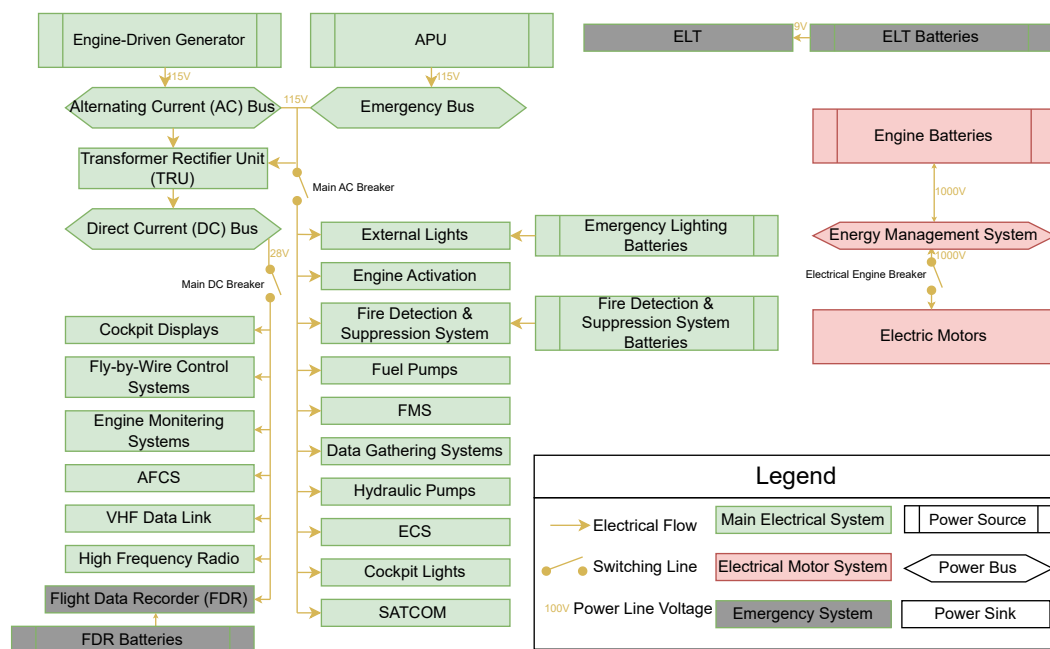 Engine-Driven Generator
APU
ELT
9V
ELT Batteries
115V
115V
Alternating Current (AC) Bus
115V
Emergency Bus
Engine Batteries
Transformer Rectifier Unit
(TRU)
Main AC Breaker
1000V
Direct Current (DC) Bus
External Lights
Emergency Lighting
Batteries
Energy Management System
28V
1000V
Main DC Breaker
Engine Activation
Electrical Engine Breaker
Cockpit Displays
Fire Detection &
Suppression System
Fire Detection &
Suppression System
Batteries
Electric Motors
Fly-by-Wire Control
Systems
Fuel Pumps
Engine Monitering
Systems
FMS
Data Gathering Systems
AFCS
Hydraulic Pumps
VHF Data Link
ECS
High Frequency Radio
Cockpit Lights
Flight Data Recorder (FDR)
SATCOM
FDR Batteries
Legend
Electrical Flow
Main Electrical System
Power Source
Switching Line
Electrical Motor System
Power Bus
100V
Power Line Voltage
Emergency System
Power Sink